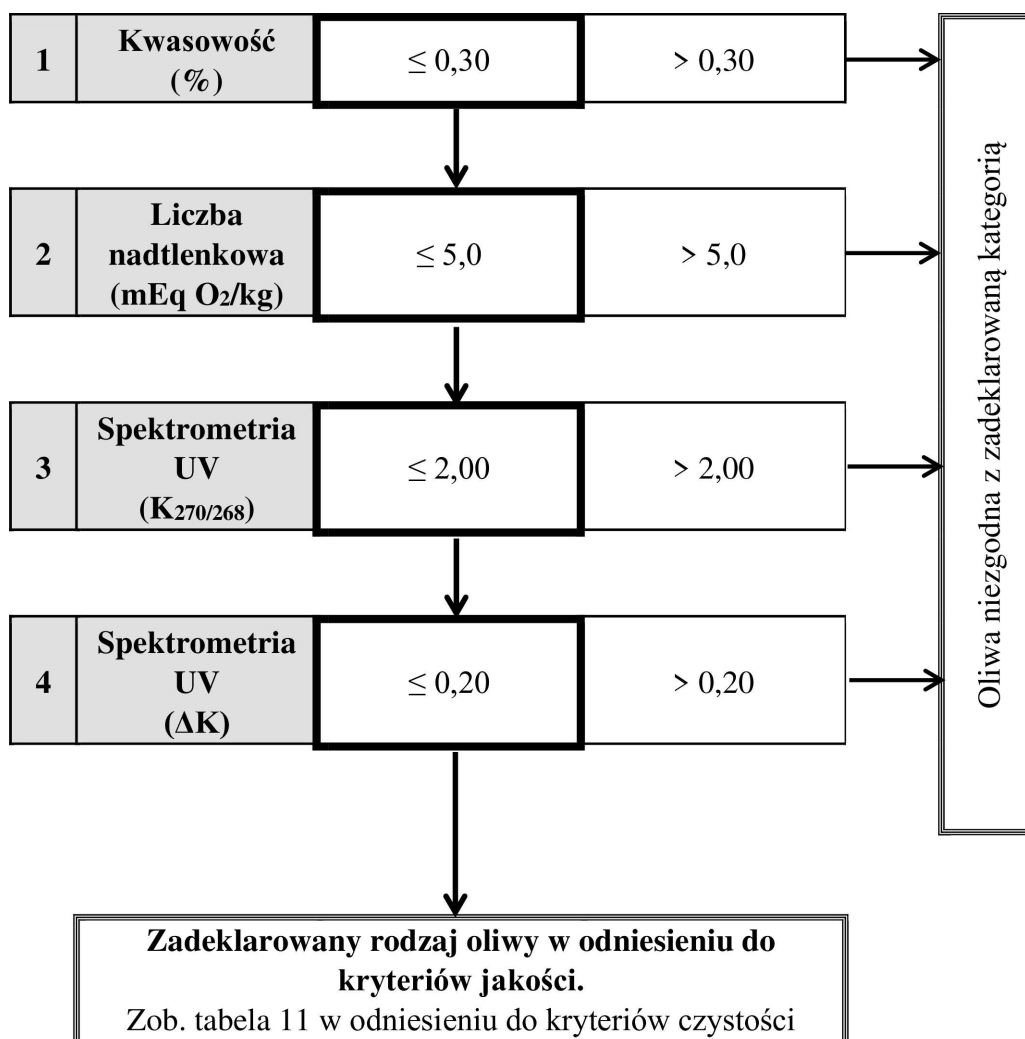 1
Kwasowość
(%)
≤ 0,30
> 0,30
2
Liczba
nadtlenkowa
(mEq O₂/kg)
≤ 5,0
> 5,0
3
Spektrometria
UV
(K₂₇₀/₂₆₈)
≤ 2,00
> 2,00
4
Spektrometria
UV
(ΔK)
≤ 0,20
> 0,20
Oliwa niezgodna z zadeklarowaną kategorią
Zadeklarowany rodzaj oliwy w odniesieniu do
kryteriów jakości.
Zob. tabela 11 w odniesieniu do kryteriów czystości